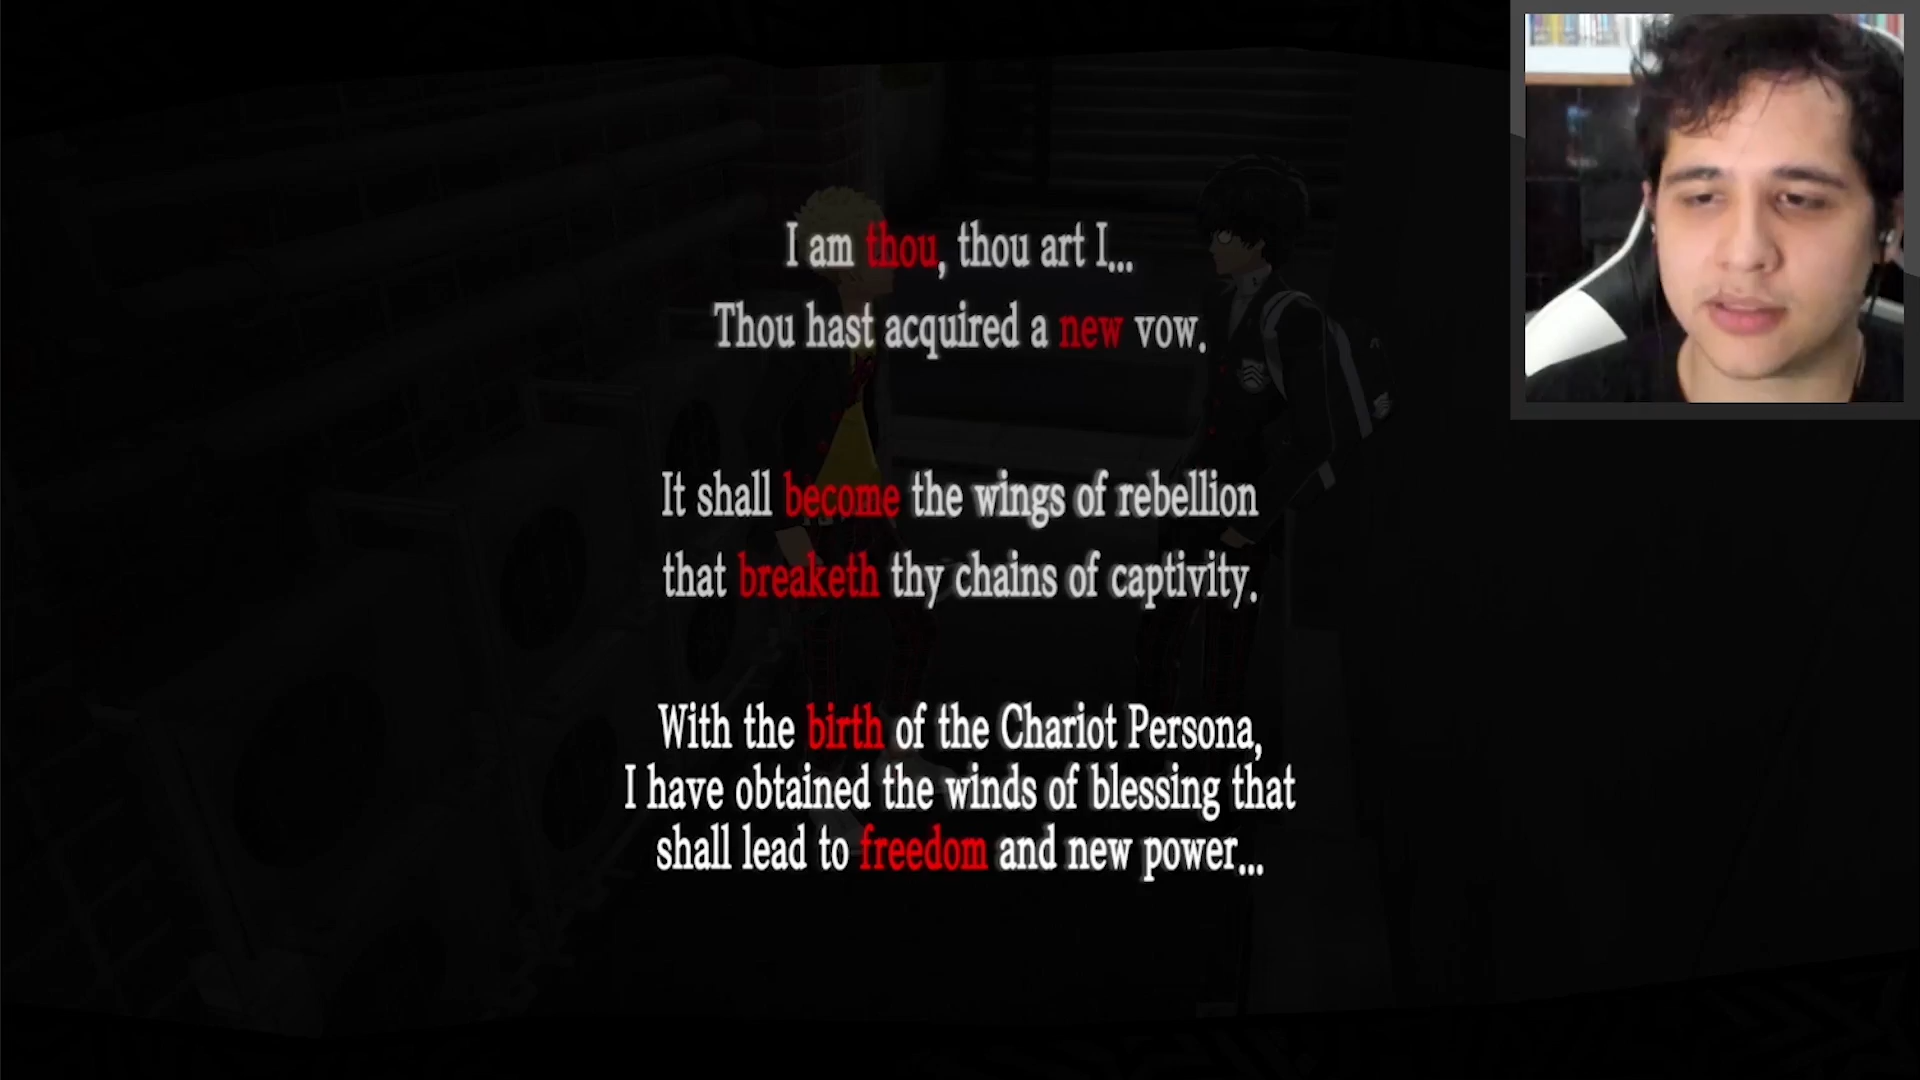 I am thou, thou art I...
Thou hast acquired a new vow.
It shall become the wings of rebellion
that breaketh thy chains of captivity.
With the birth of the Chariot Persona,
I have obtained the winds of blessing that
shall lead to freedom and new power...